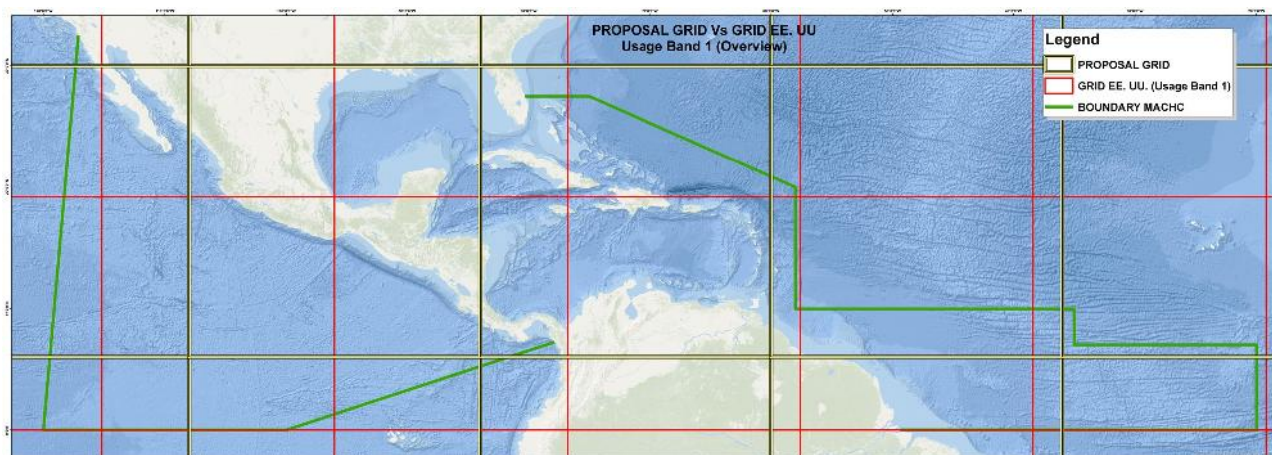 PROPOSAL GRID Vs GRID EE. UU
Usage Band 1 (Overview)
Legend
PROPOSAL GRID
GRID EE. UU. (Usage Band 1)
BOUNDARY MACHC